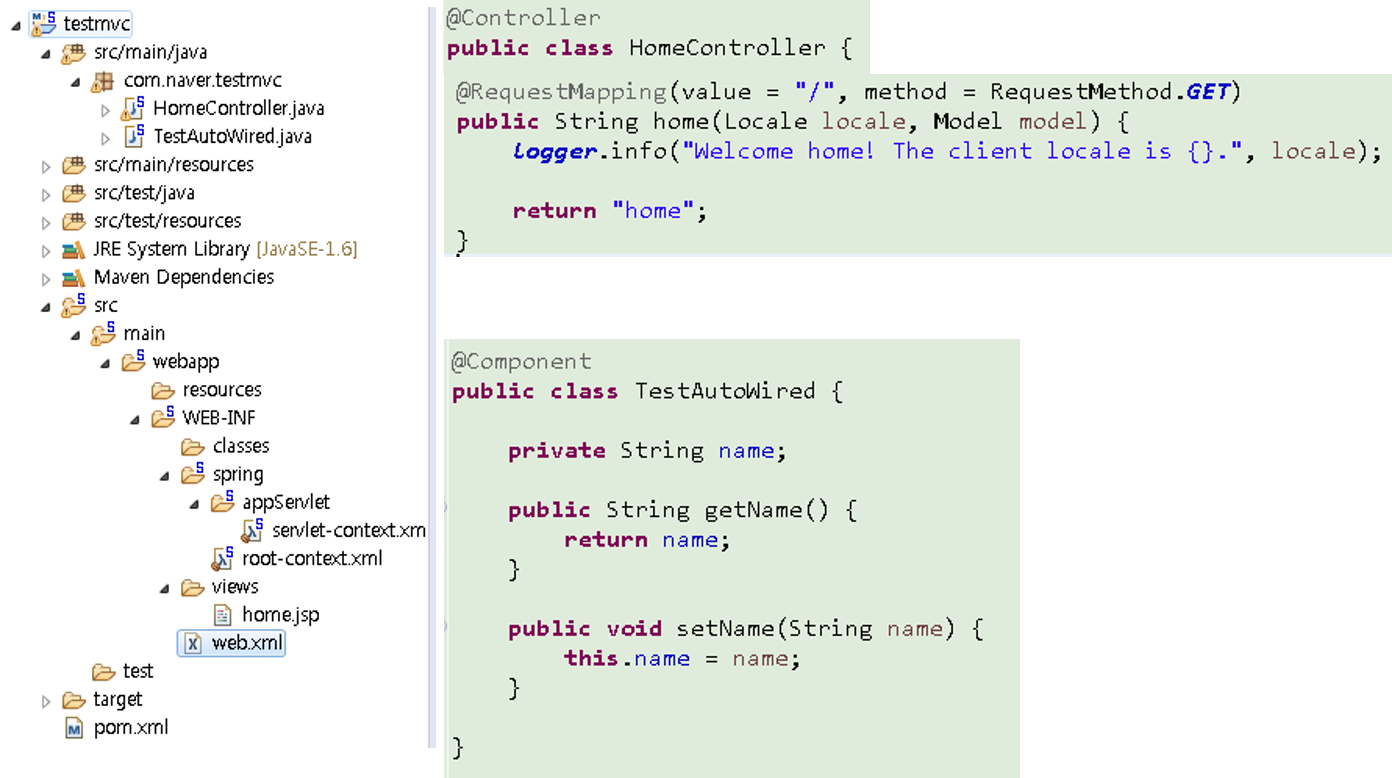 testmvc
src/main/java
com.naver.testmvc
HomeController.java
TestAutoWired.java
src/main/resources
src/test/java
src/test/resources
JRE System Library [JavaSE-1.6]
Maven Dependencies
src
main
webapp
resources
WEB-INF
classes
spring
appServlet
servlet-context.xm
root-context.xml
views
home.jsp
web.xml
test
target
pom.xml
@Controller
public class HomeController {
@RequestMapping(value = "/", method = RequestMethod.GET)
public String home(Locale locale, Model model) {
logger.info("Welcome home! The client locale is {}.", locale);
return "home";
}
@Component
public class TestAutoWired {
private String name;
public String getName() {
return name;
}
public void setName(String name) {
this.name = name;
}
}